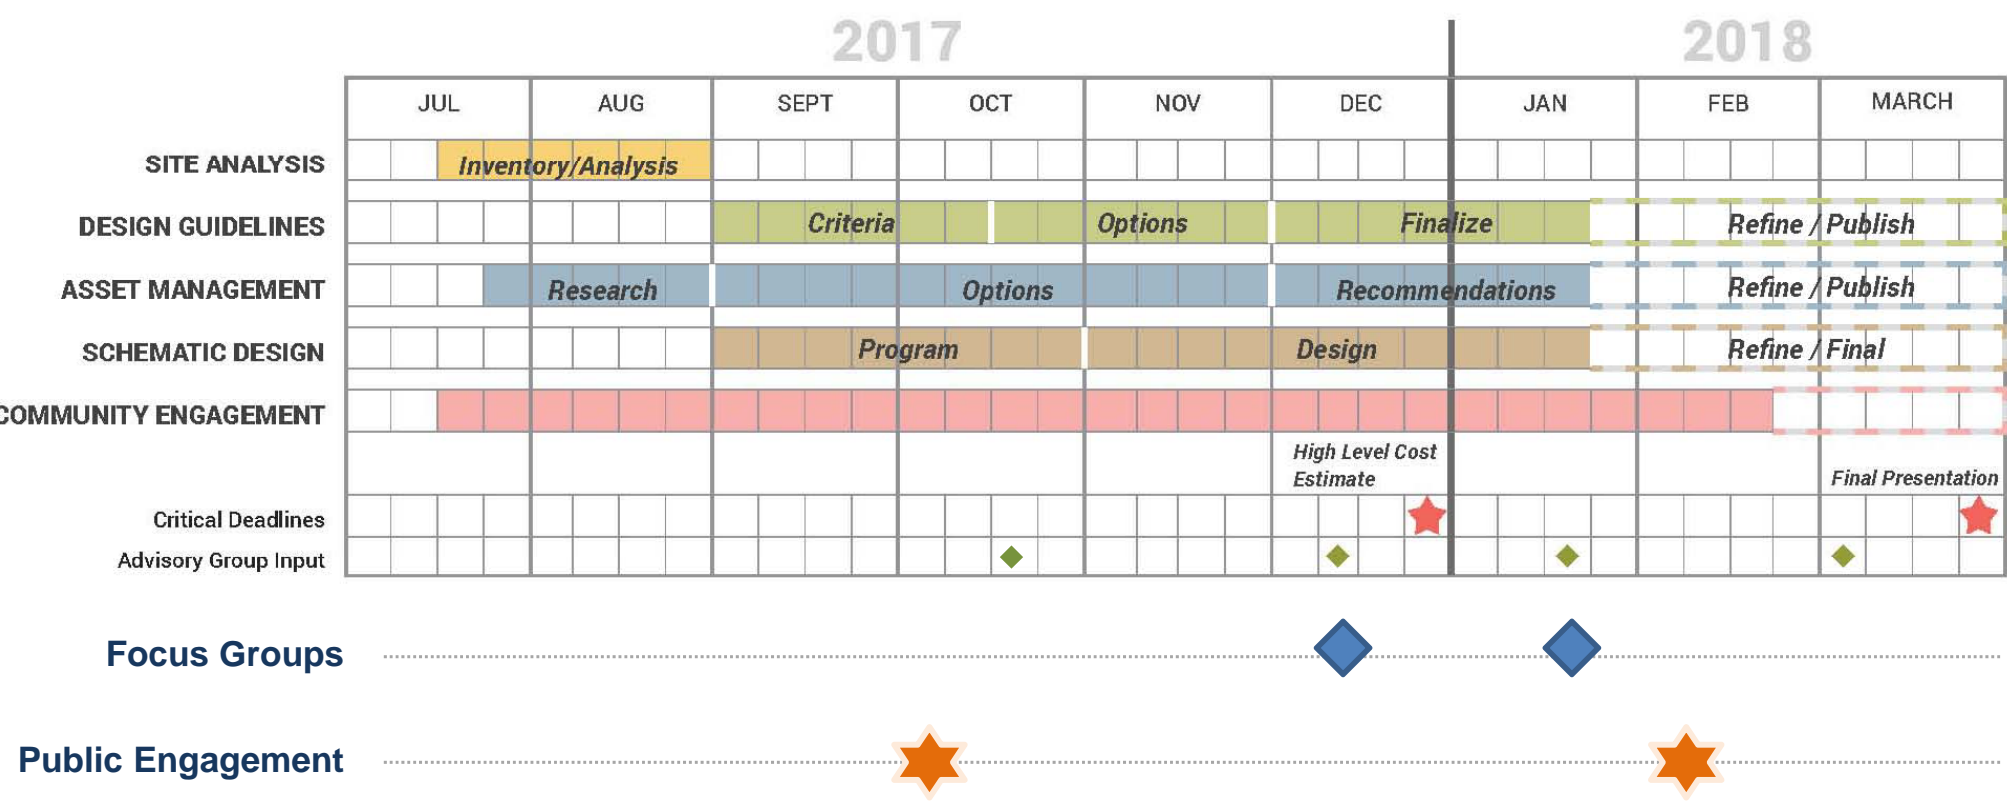 2017 2018
JUL AUG SEPT OCT NOV DEC JAN FEB MARCH
SITE ANALYSIS Inventory/Analysis
DESIGN GUIDELINES Criteria Options Finalize Refine / Publish
ASSET MANAGEMENT Research Options Recommendations Refine / Publish
SCHEMATIC DESIGN Program Design Refine / Final
COMMUNITY ENGAGEMENT
High Level Cost
Estimate Final Presentation
Critical Deadlines
Advisory Group Input
Focus Groups
Public Engagement